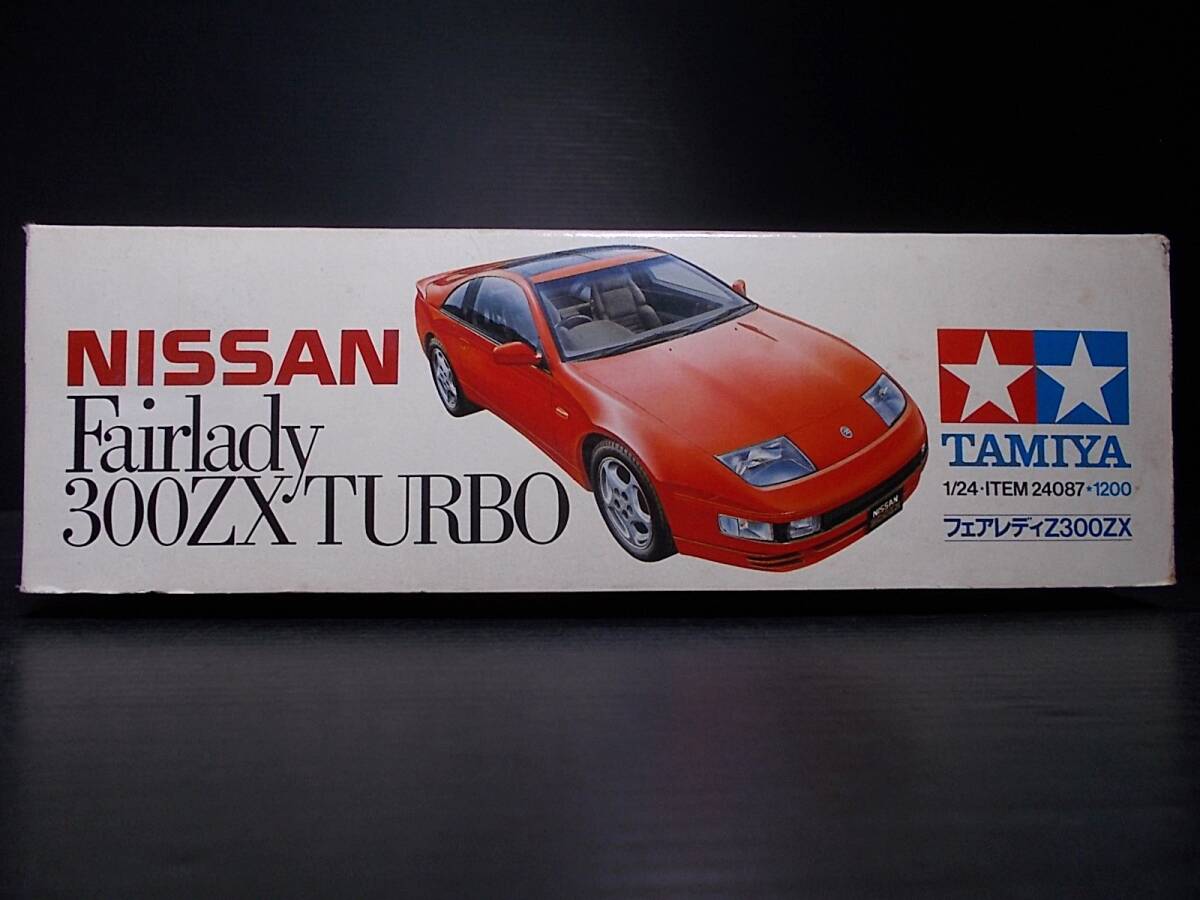 NISSAN
Fairlady
300ZX TURBO
NISSAN
TAMIYA
1/24・ITEM 24087★1200
フェアレディZ300ZX